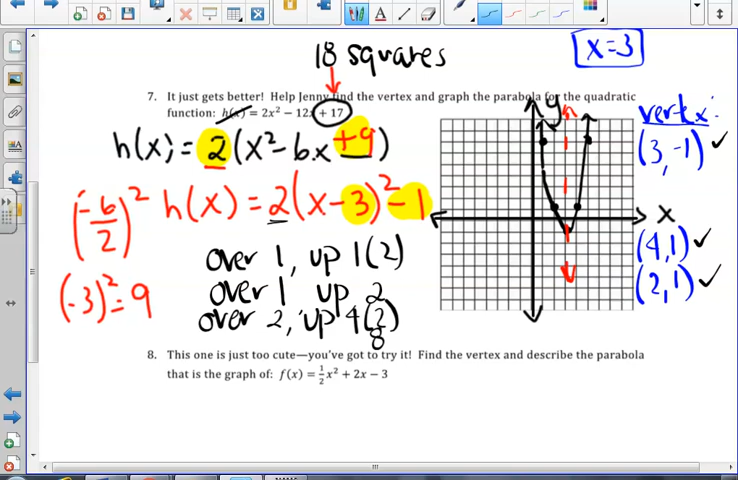 18 squares
x=3
7. It just gets better! Help Jenny find the vertex and graph the parabola for the quadratic
function: h(x) = 2x² − 12x + 17
y
vertex:
h(x) = 2(x² - 6x +9)
(3, -1) ✓
(-6/2)² h(x) = 2(x - 3)² - 1
x
over 1, up 1(2)
(4,1) ✓
(-3)² = 9
over 1 up 2
(2,1) ✓
over 2, up 4(2)
8
8. This one is just too cute—you've got to try it! Find the vertex and describe the parabola
that is the graph of: f(x) = ½x² + 2x − 3